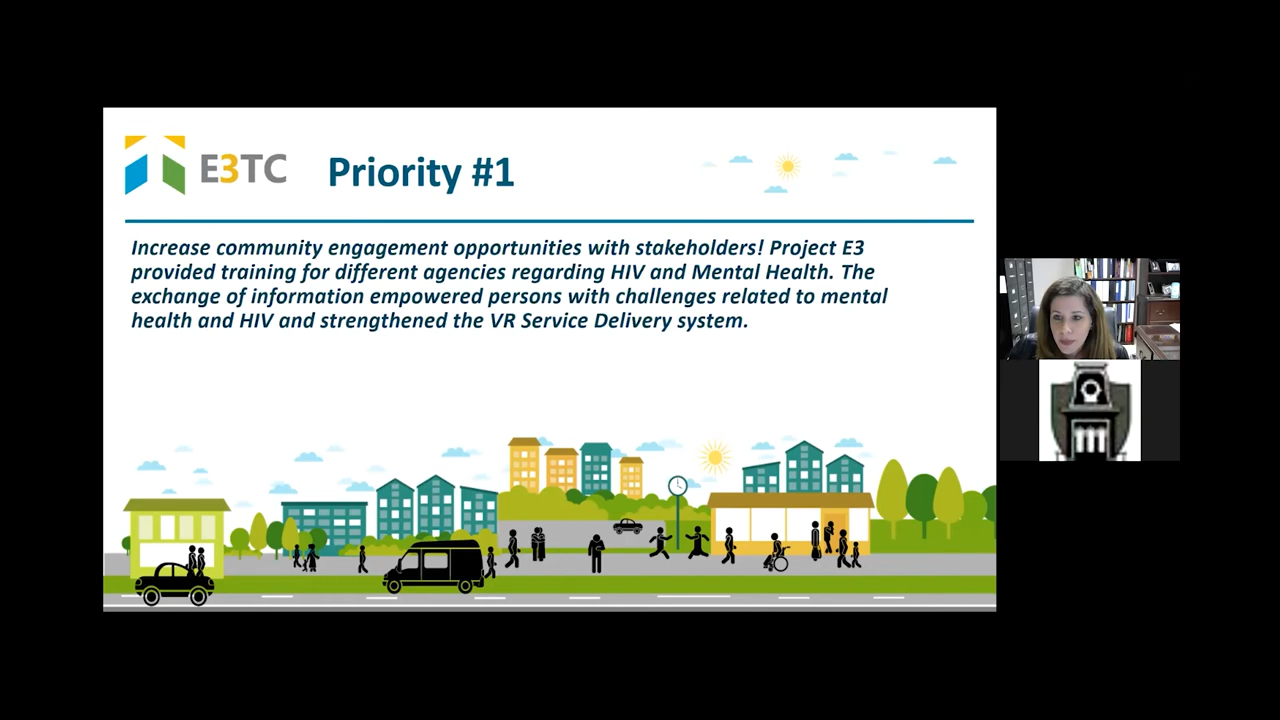 E3TC
Priority #1
Increase community engagement opportunities with stakeholders! Project E3
provided training for different agencies regarding HIV and Mental Health. The
exchange of information empowered persons with challenges related to mental
health and HIV and strengthened the VR Service Delivery system.